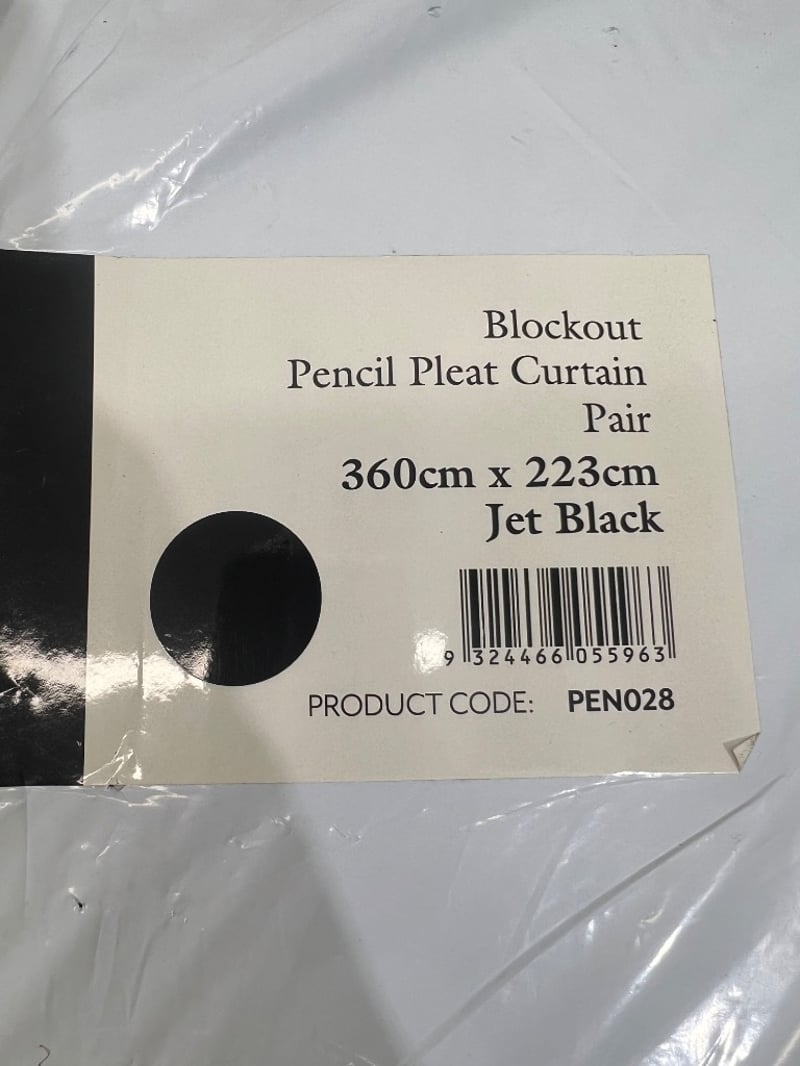 Blockout
Pencil Pleat Curtain
Pair
360cm x 223cm
Jet Black
9 324466 055963
PRODUCT CODE: PEN028